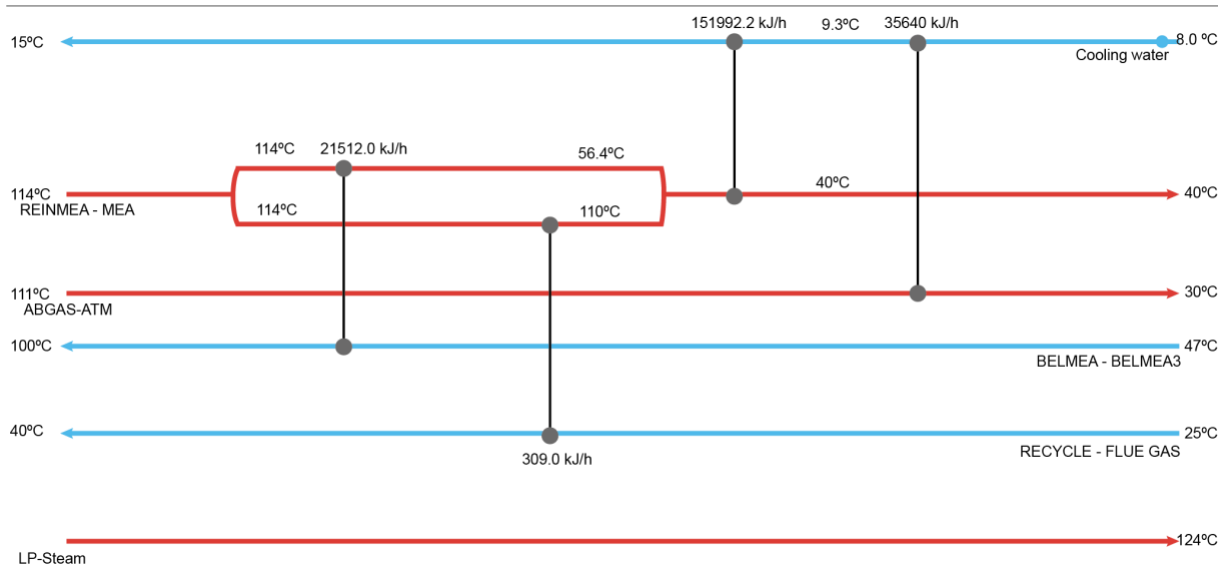 151992.2 kJ/h
9.3ºC
35640 kJ/h
15ºC
8.0 ºC
Cooling water
114ºC
21512.0 kJ/h
56.4ºC
114ºC
40ºC
40ºC
REINMEA - MEA
114ºC
110ºC
111ºC
30ºC
ABGAS-ATM
100ºC
47ºC
BELMEA - BELMEA3
40ºC
25ºC
RECYCLE - FLUE GAS
309.0 kJ/h
124ºC
LP-Steam